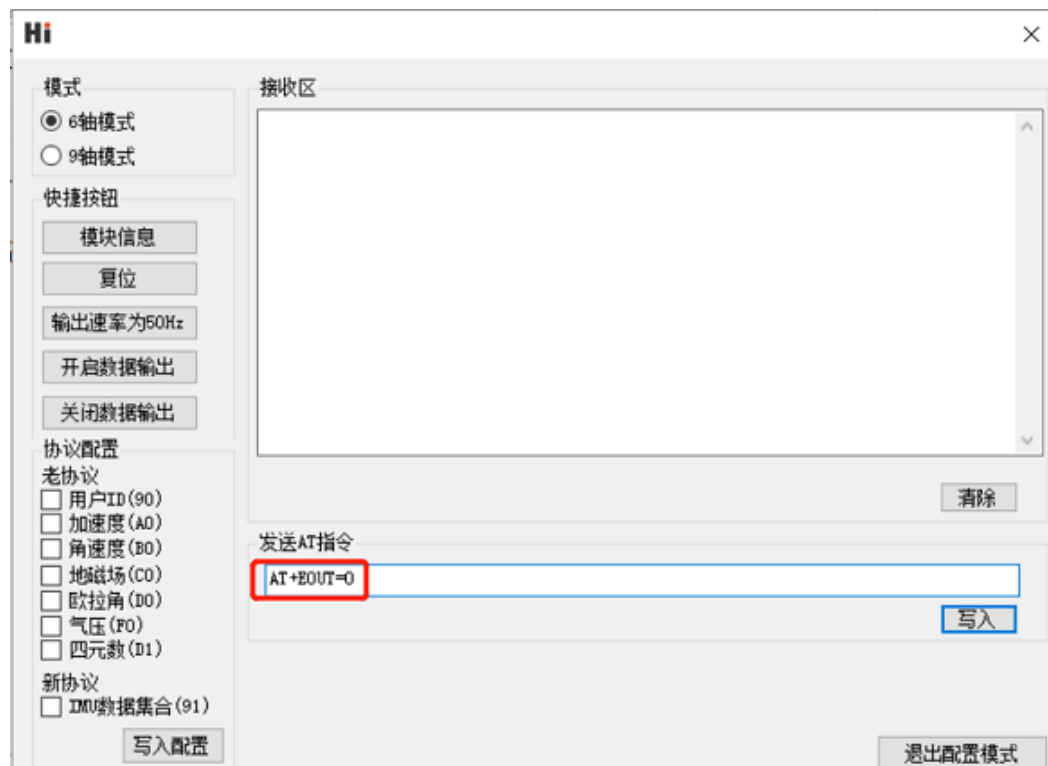 Hi
模式
6轴模式
9轴模式
快捷按钮
模块信息
复位
输出速率为50Hz
开启数据输出
关闭数据输出
协议配置
老协议
用户ID(90)
加速度(A0)
角速度(B0)
地磁场(C0)
欧拉角(D0)
气压(F0)
四元数(D1)
新协议
IMU数据集合(91)
写入配置
接收区
清除
发送AT指令
AT+EOUT=0
写入
退出配置模式